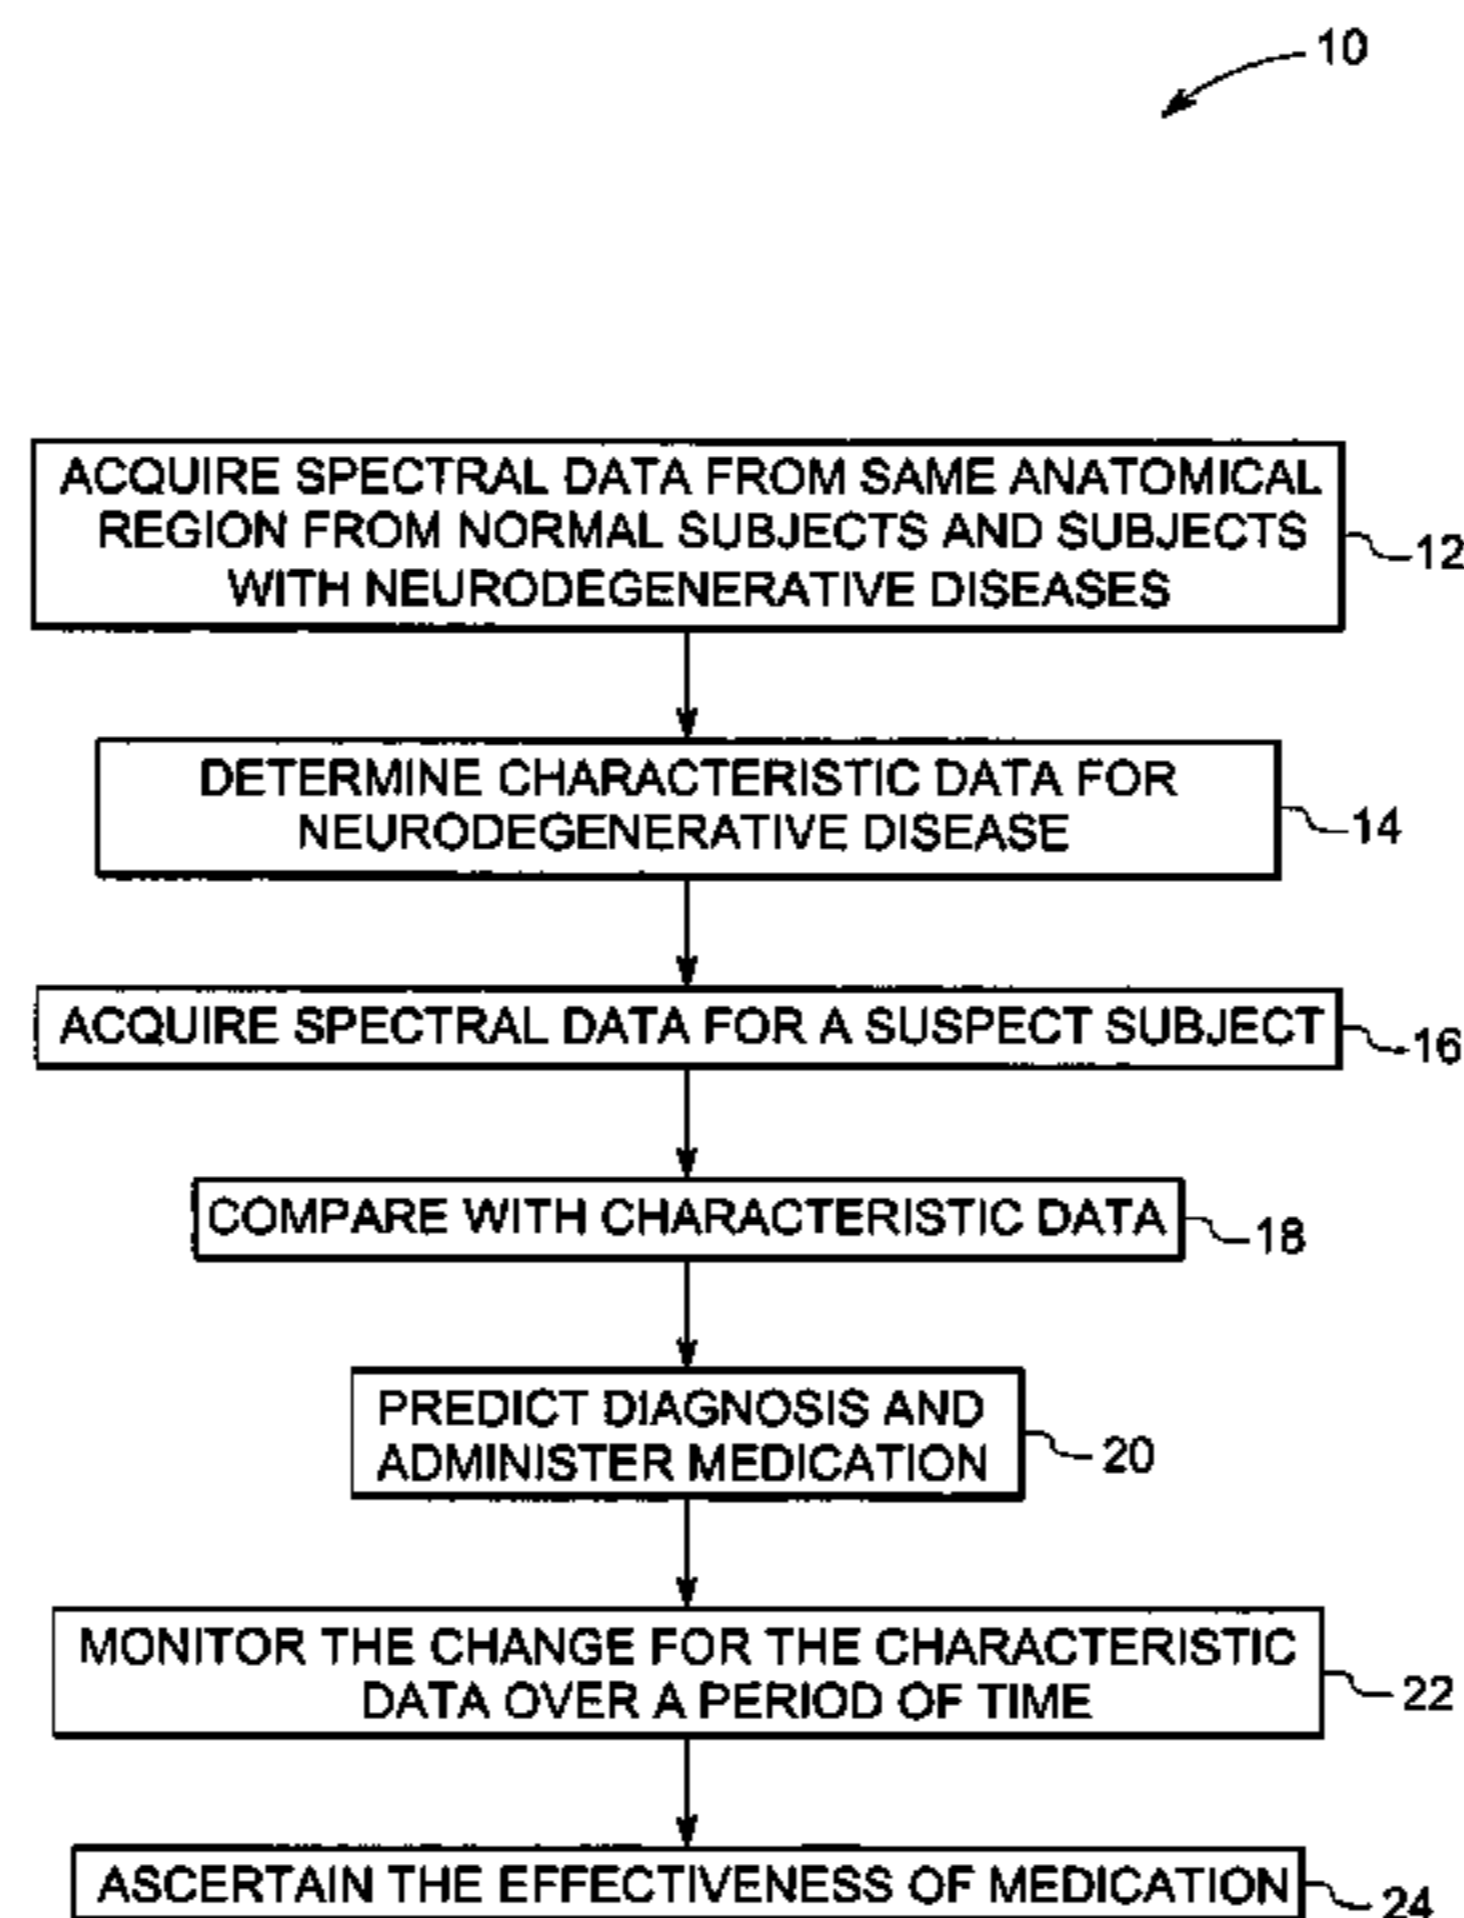 10
ACQUIRE SPECTRAL DATA FROM SAME ANATOMICAL
REGION FROM NORMAL SUBJECTS AND SUBJECTS
WITH NEURODEGENERATIVE DISEASES
12
DETERMINE CHARACTERISTIC DATA FOR
NEURODEGENERATIVE DISEASE
14
ACQUIRE SPECTRAL DATA FOR A SUSPECT SUBJECT
16
COMPARE WITH CHARACTERISTIC DATA
18
PREDICT DIAGNOSIS AND
ADMINISTER MEDICATION
20
MONITOR THE CHANGE FOR THE CHARACTERISTIC
DATA OVER A PERIOD OF TIME
22
ASCERTAIN THE EFFECTIVENESS OF MEDICATION
24